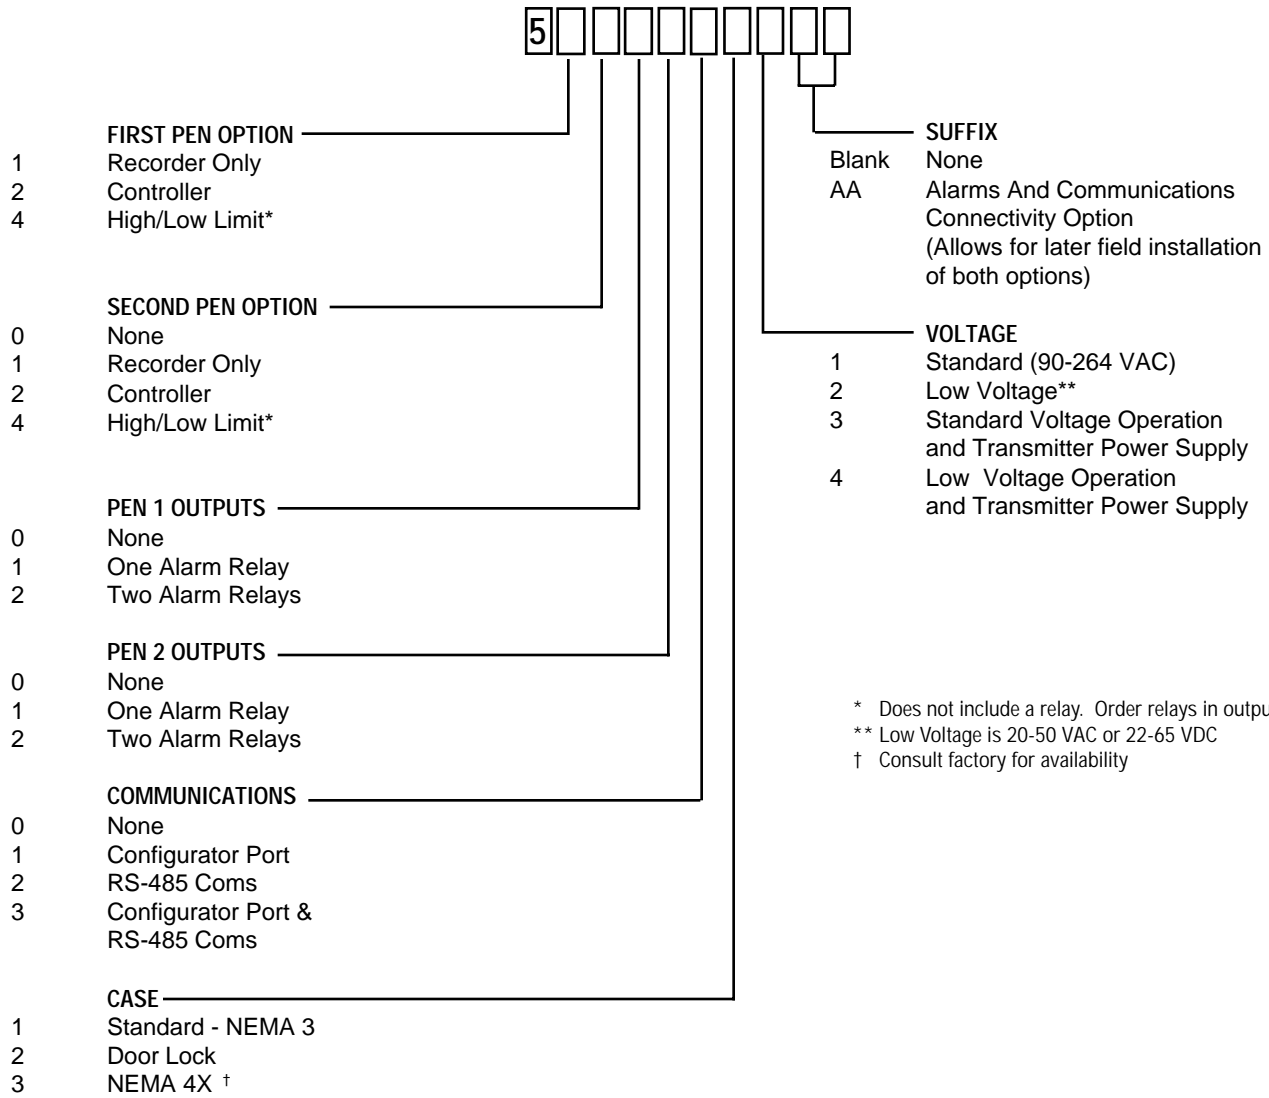 5
FIRST PEN OPTION
1 Recorder Only
2 Controller
4 High/Low Limit*
SECOND PEN OPTION
0 None
1 Recorder Only
2 Controller
4 High/Low Limit*
PEN 1 OUTPUTS
0 None
1 One Alarm Relay
2 Two Alarm Relays
PEN 2 OUTPUTS
0 None
1 One Alarm Relay
2 Two Alarm Relays
COMMUNICATIONS
0 None
1 Configurator Port
2 RS-485 Coms
3 Configurator Port &
RS-485 Coms
CASE
1 Standard - NEMA 3
2 Door Lock
3 NEMA 4X †
SUFFIX
Blank None
AA Alarms And Communications
Connectivity Option
(Allows for later field installation
of both options)
VOLTAGE
1 Standard (90-264 VAC)
2 Low Voltage**
3 Standard Voltage Operation
and Transmitter Power Supply
4 Low Voltage Operation
and Transmitter Power Supply
* Does not include a relay. Order relays in
** Low Voltage is 20-50 VAC or 22-65 VDC
† Consult factory for availability